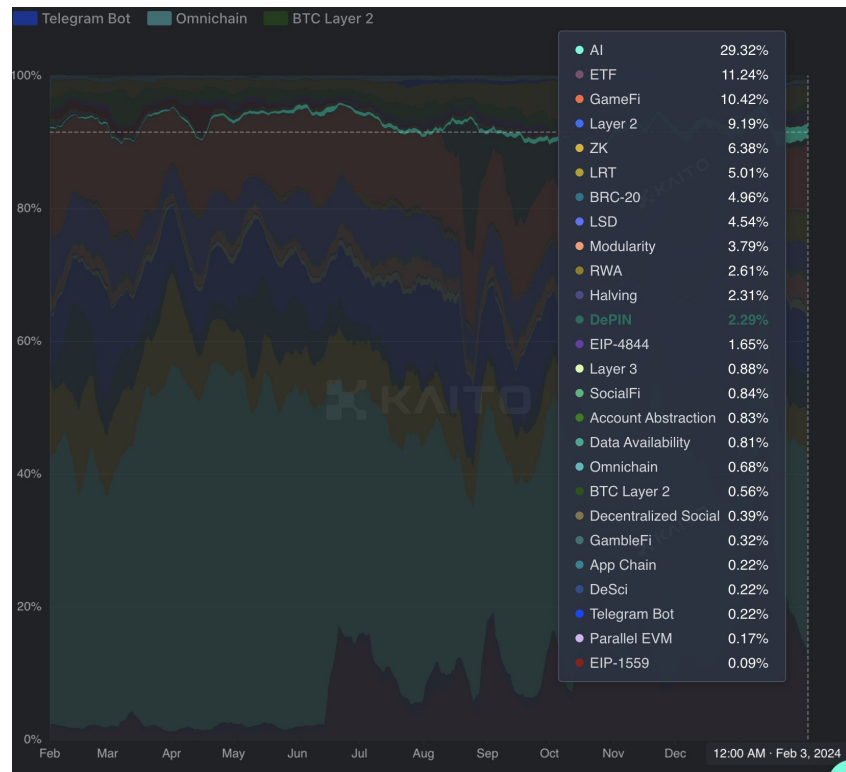 Telegram Bot Omnichain BTC Layer 2
AI 29.32%
ETF 11.24%
GameFi 10.42%
Layer 2 9.19%
ZK 6.38%
LRT 5.01%
BRC-20 4.96%
LSD 4.54%
Modularity 3.79%
RWA 2.61%
Halving 2.31%
DePIN 2.29%
EIP-4844 1.65%
Layer 3 0.88%
SocialFi 0.84%
Account Abstraction 0.83%
Data Availability 0.81%
Omnichain 0.68%
BTC Layer 2 0.56%
Decentralized Social 0.39%
GambleFi 0.32%
App Chain 0.22%
DeSci 0.22%
Telegram Bot 0.22%
Parallel EVM 0.17%
EIP-1559 0.09%
100%
80%
60%
40%
20%
0%
KAITO
KAITO
Feb Mar Apr May Jun Jul Aug Sep Oct Nov Dec 12:00 AM · Feb 3, 2024